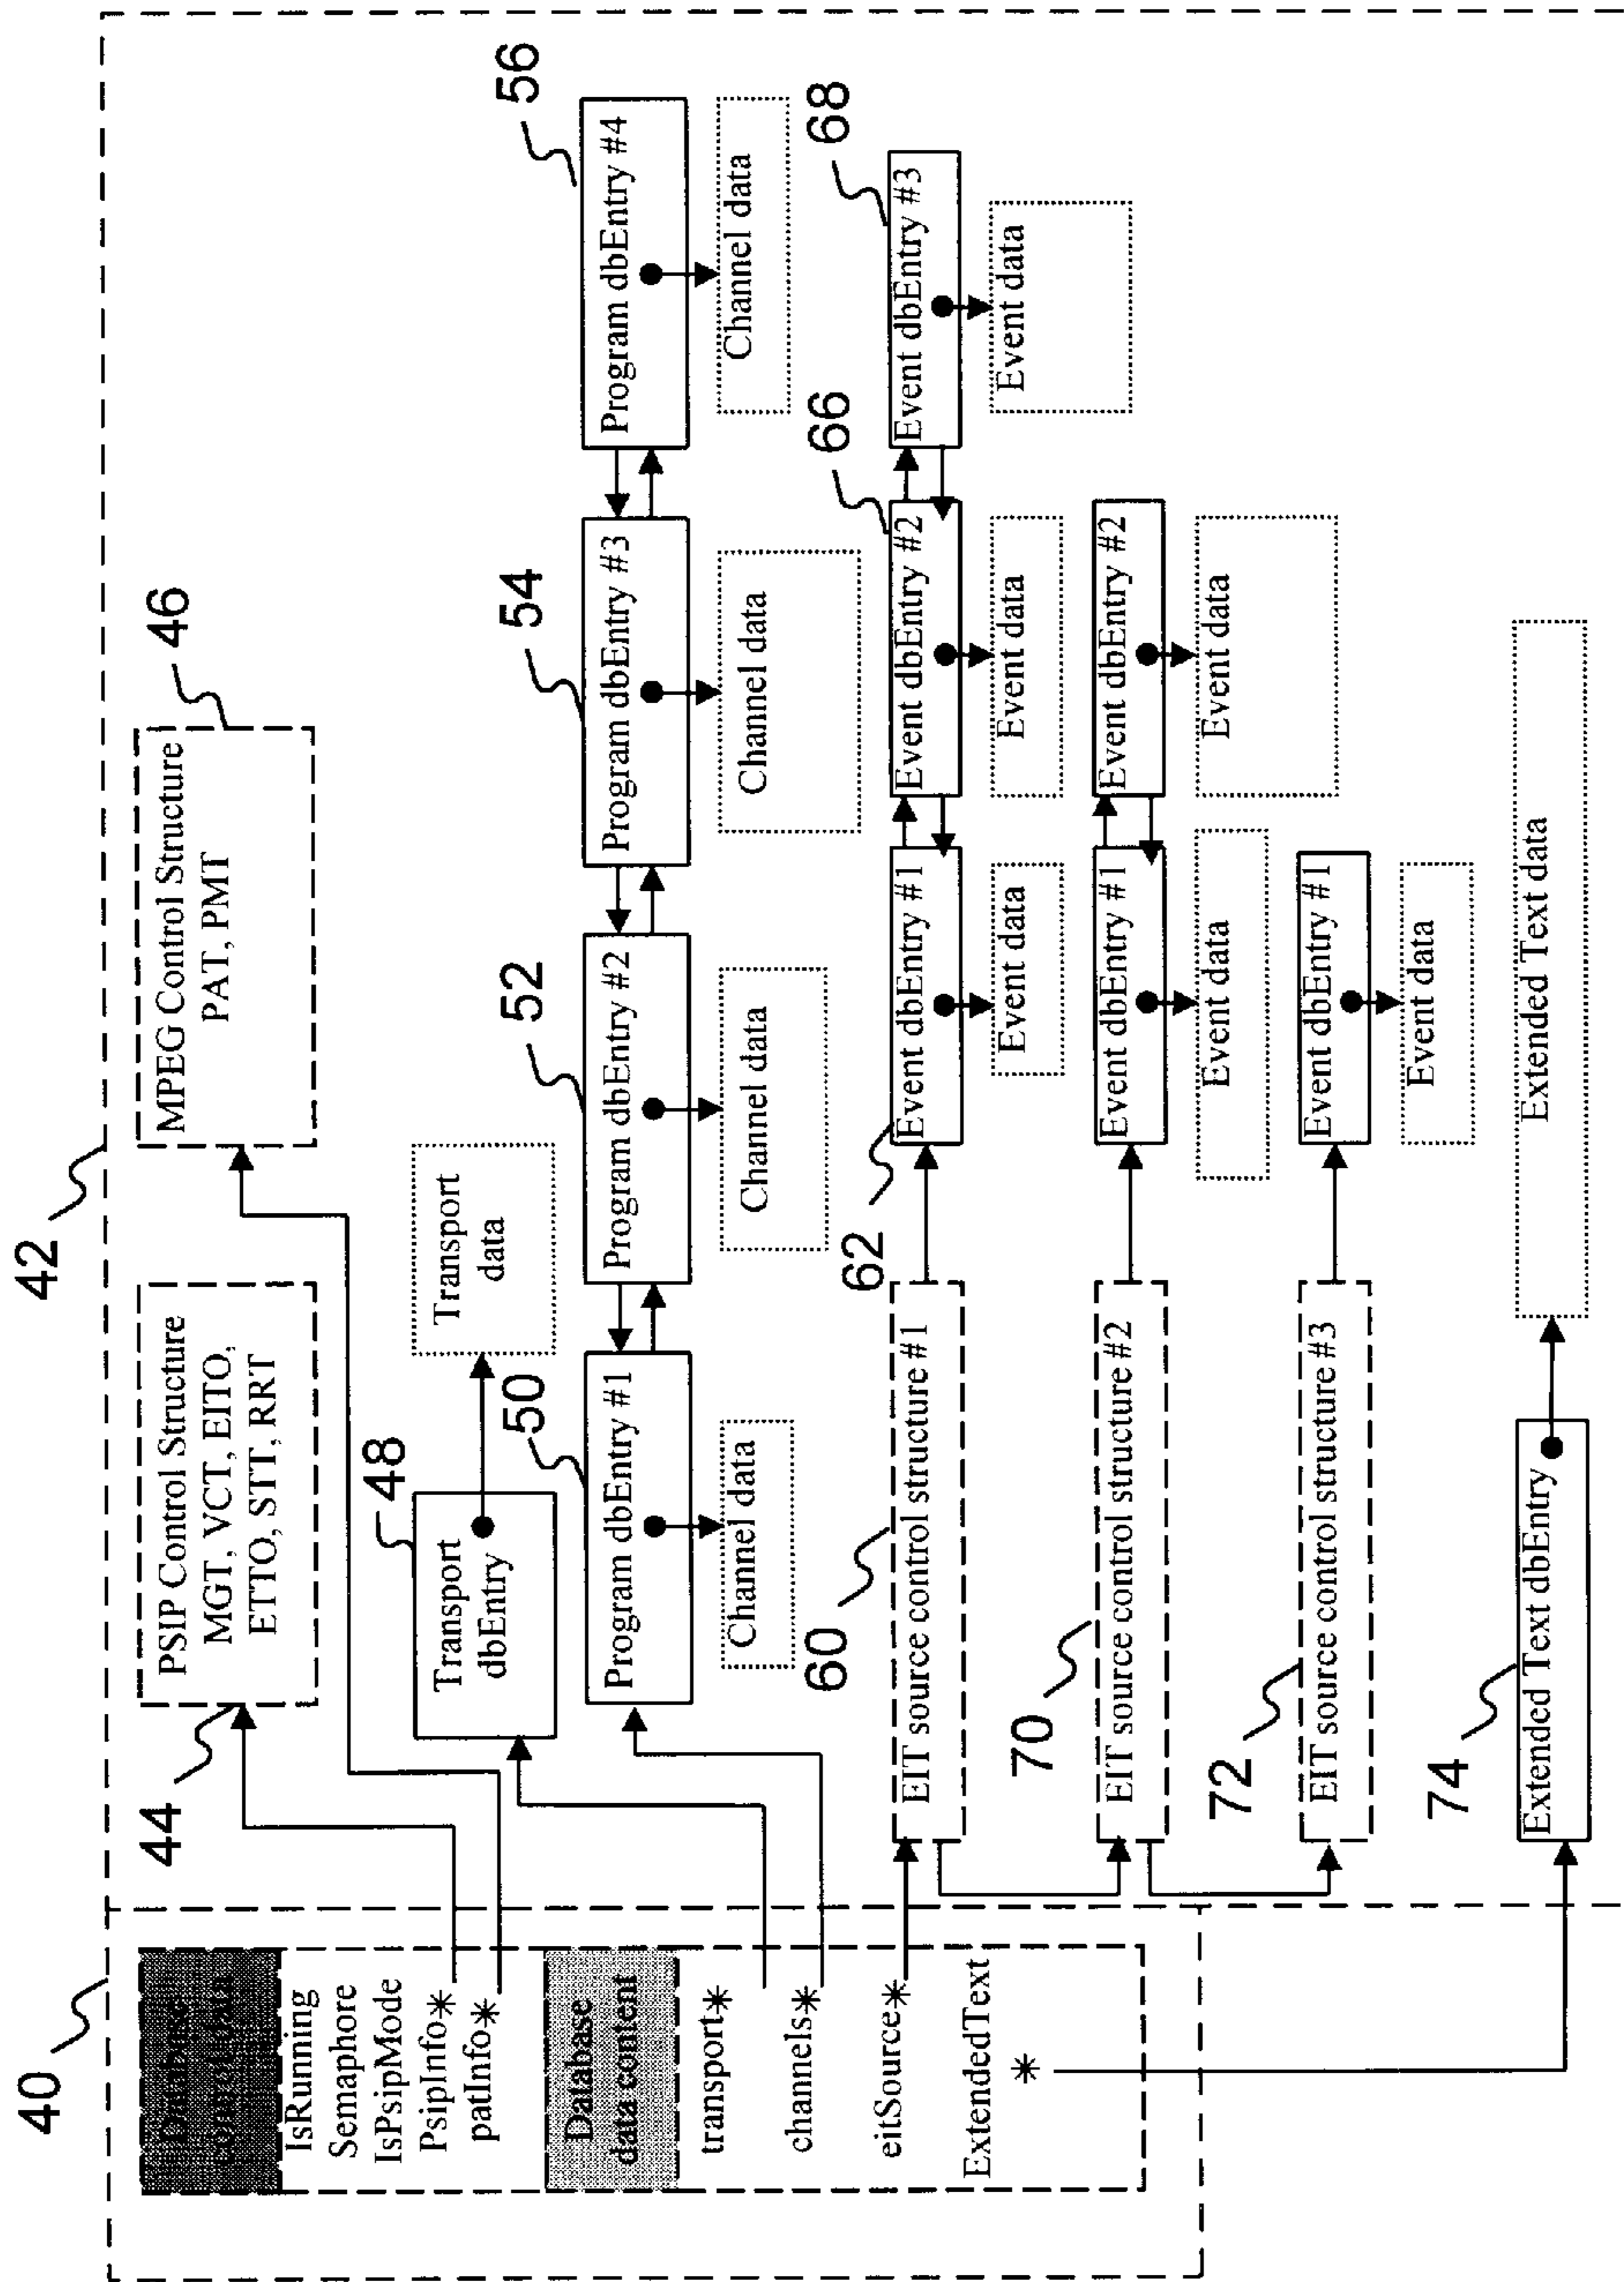 40
42
Database
control data
IsRunning
Semaphore
IsPsipMode
PsipInfo*
patInfo*
Database
data content
transport*
channels*
eitSource*
ExtendedText
*
44
PSIP Control Structure
MGT, VCT, EITO,
ETTO, STT, RRT
46
MPEG Control Structure
PAT, PMT
48
Transport
dbEntry
Transport
data
50
Program dbEntry #1
Channel data
52
Program dbEntry #2
Channel data
54
Program dbEntry #3
Channel data
56
Program dbEntry #4
Channel data
60
EIT source control structure #1
62
Event dbEntry #1
Event data
66
Event dbEntry #2
Event data
68
Event dbEntry #3
Event data
70
EIT source control structure #2
Event dbEntry #1
Event data
Event dbEntry #2
Event data
72
EIT source control structure #3
Event dbEntry #1
Event data
74
Extended Text dbEntry
Extended Text data